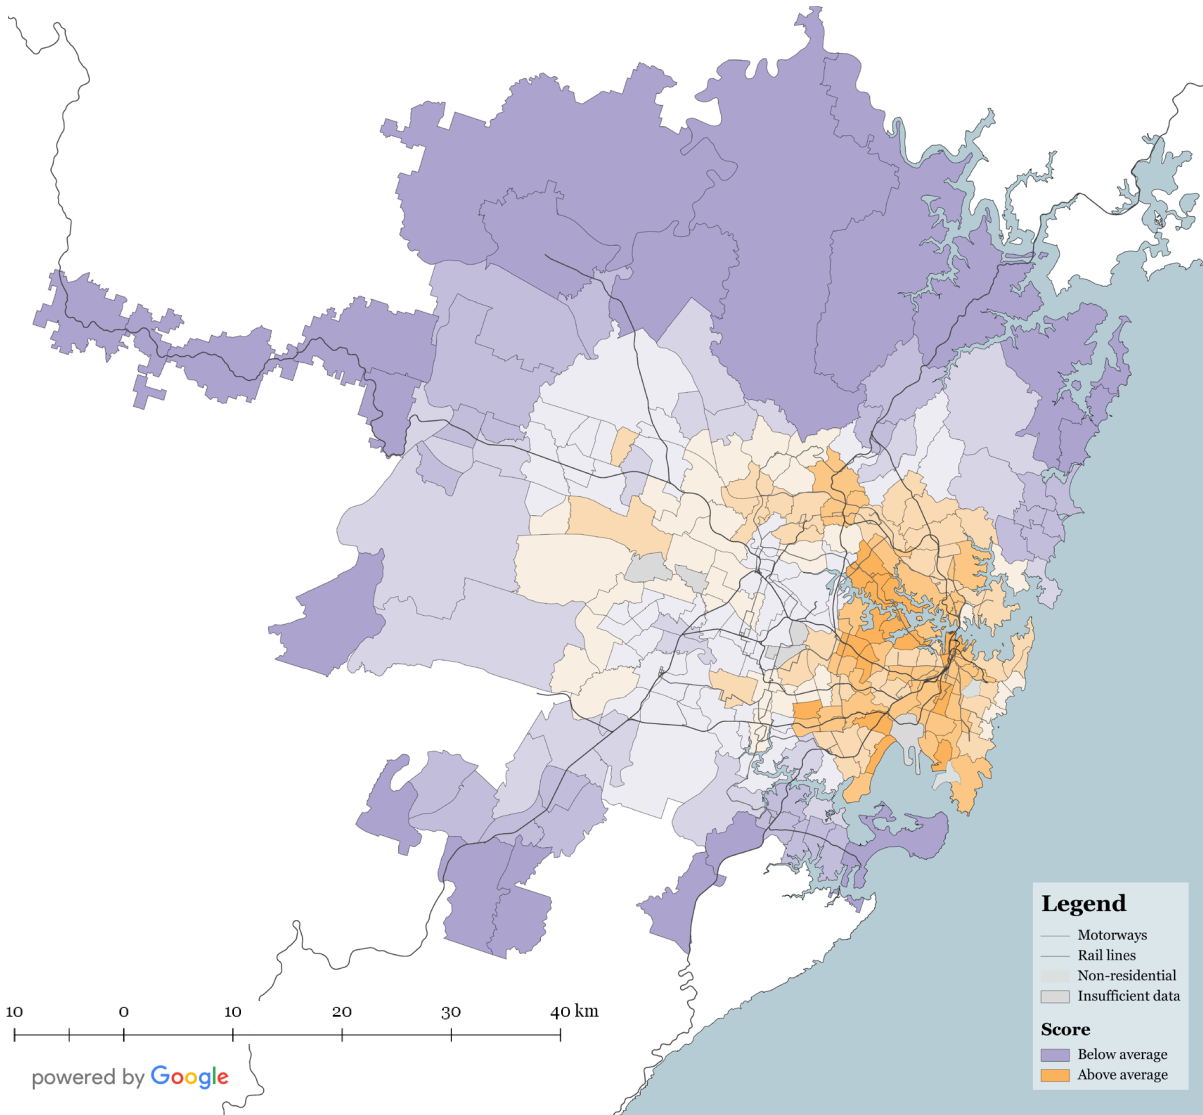 Legend
Motorways
Rail lines
Non-residential
Insufficient data
Score
Below average
Above average
10 0 10 20 30 40 km
powered by Google